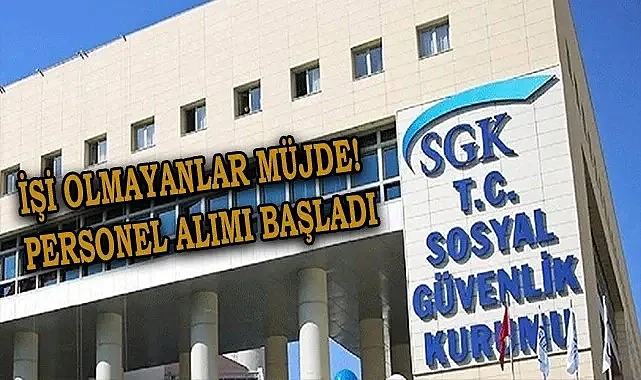 İŞİ OLMAYANLAR MÜJDE!
PERSONEL ALIMI BAŞLADI
SGK
T.C.
SOSYAL
GÜVENLİK
KURUMU